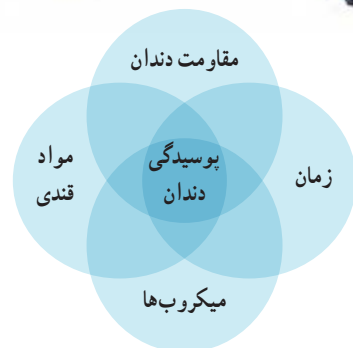 مقاومت دندان
مواد
قندی
پوسیدگی
دندان
زمان
میکروب‌ها